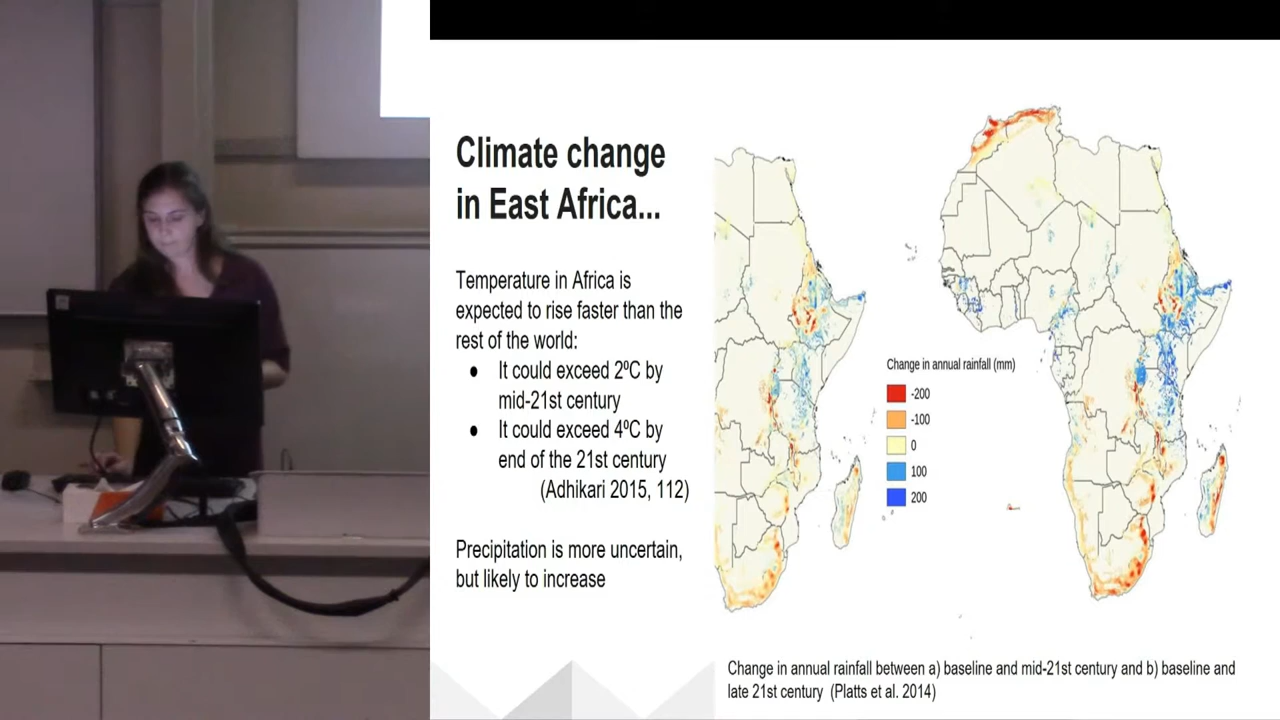 Climate change
in East Africa...
Temperature in Africa is
expected to rise faster than the
rest of the world:
● It could exceed 2ºC by
mid-21st century
● It could exceed 4ºC by
end of the 21st century
(Adhikari 2015, 112)
Precipitation is more uncertain,
but likely to increase
Change in annual rainfall (mm)
-200
-100
0
100
200
Change in annual rainfall between a) baseline and mid-21st century and b) baseline and
late 21st century (Platts et al. 2014)